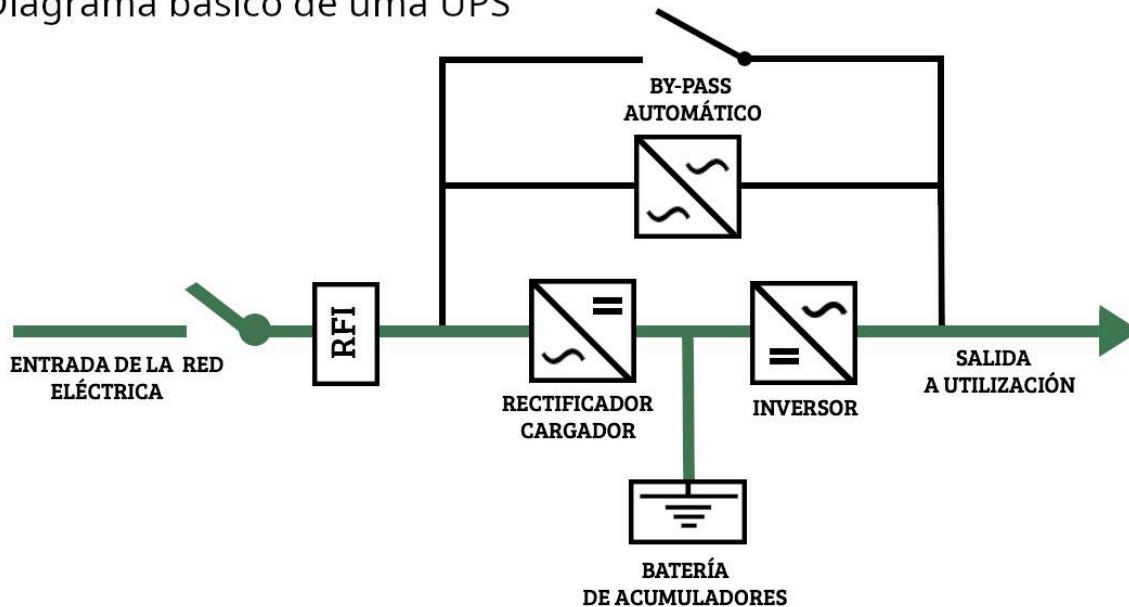 Diagrama básico de uma UPS
BY-PASS
AUTOMÁTICO
RFI
ENTRADA DE LA RED
ELÉCTRICA
RECTIFICADOR
CARGADOR
INVERSOR
SALIDA
A UTILIZACIÓN
BATERÍA
DE ACUMULADORES